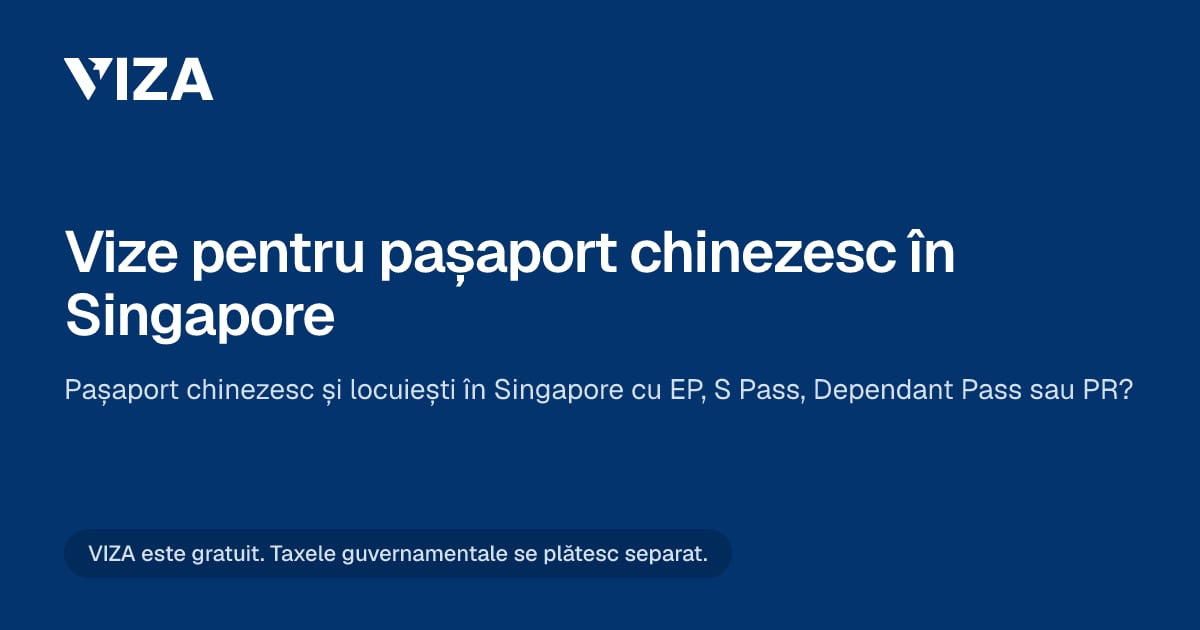 VIZA
Vize pentru pașaport chinezesc în
Singapore
Pașaport chinezesc și locuiești în Singapore cu EP, S Pass, Dependant Pass sau PR?
VIZA este gratuit. Taxele guvernamentale se plătesc separat.